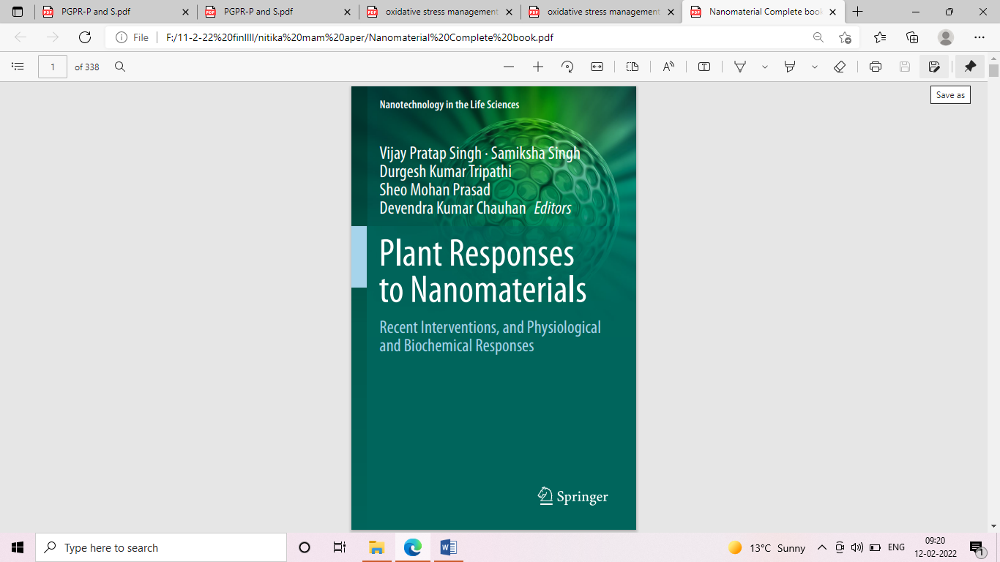 PGPR-P and S.pdf
PGPR-P and S.pdf
oxidative stress management
oxidative stress management
Nanomaterial Complete book
File
F:/11-2-22%20finIIII/nitika%20mam%20aper/Nanomaterial%20Complete%20book.pdf
1 of 338
Save as
Nanotechnology in the Life Sciences
Vijay Pratap Singh · Samiksha Singh
Durgesh Kumar Tripathi
Sheo Mohan Prasad
Devendra Kumar Chauhan Editors
Plant Responses
to Nanomaterials
Recent Interventions, and Physiological
and Biochemical Responses
Springer
Type here to search
13°C Sunny
ENG
09:20
12-02-2022
1